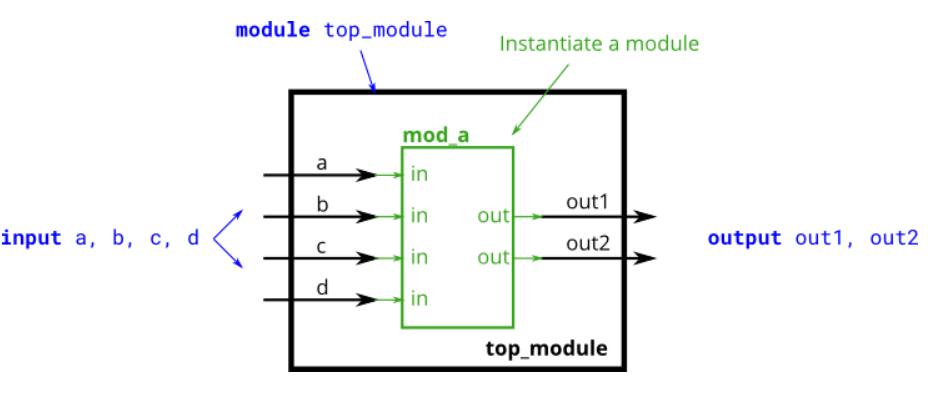 module top_module
Instantiate a module
mod_a
a
in
b
in
out
out1
input a, b, c, d
output out1, out2
c
in
out
out2
d
in
top_module